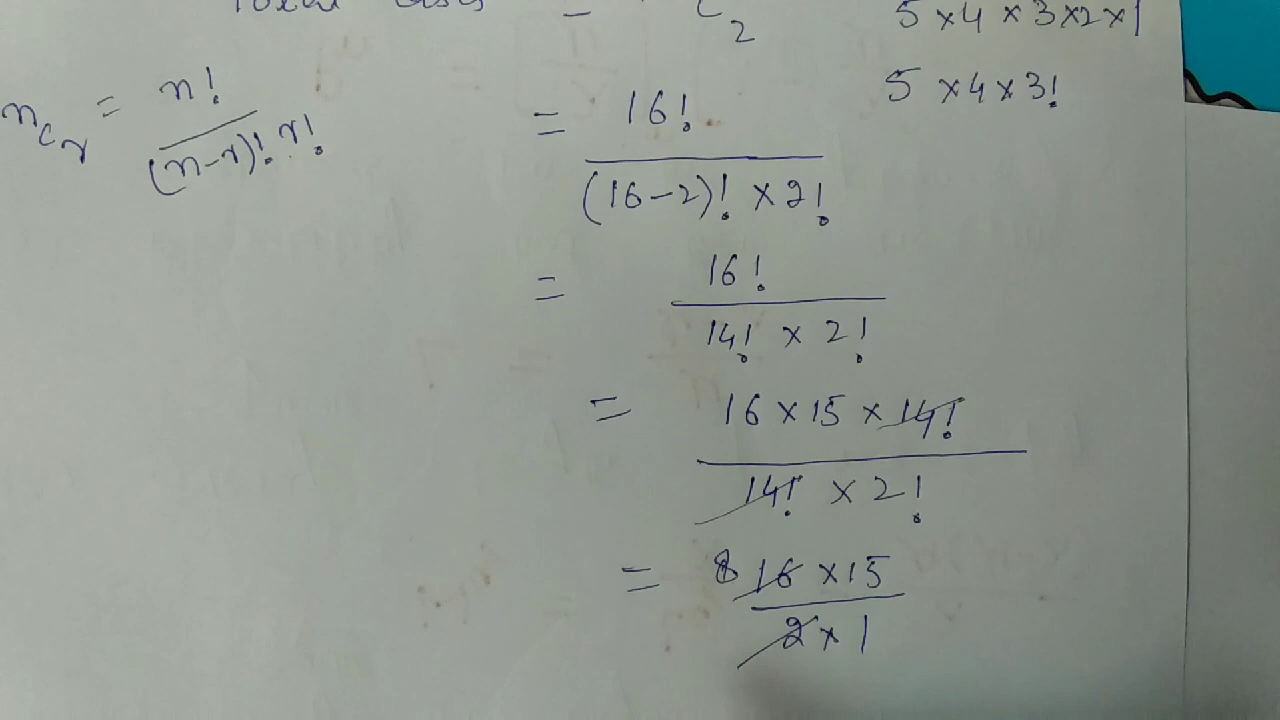 Total = C
2
5 × 4 × 3 × 2 × 1
5 × 4 × 3!
nCr = n! / (n-r)! r!
= 16! / (16-2)! × 2!
= 16! / 14! × 2!
= 16 × 15 × 14! / 14! × 2!
= 8 16 × 15 / 2 × 1